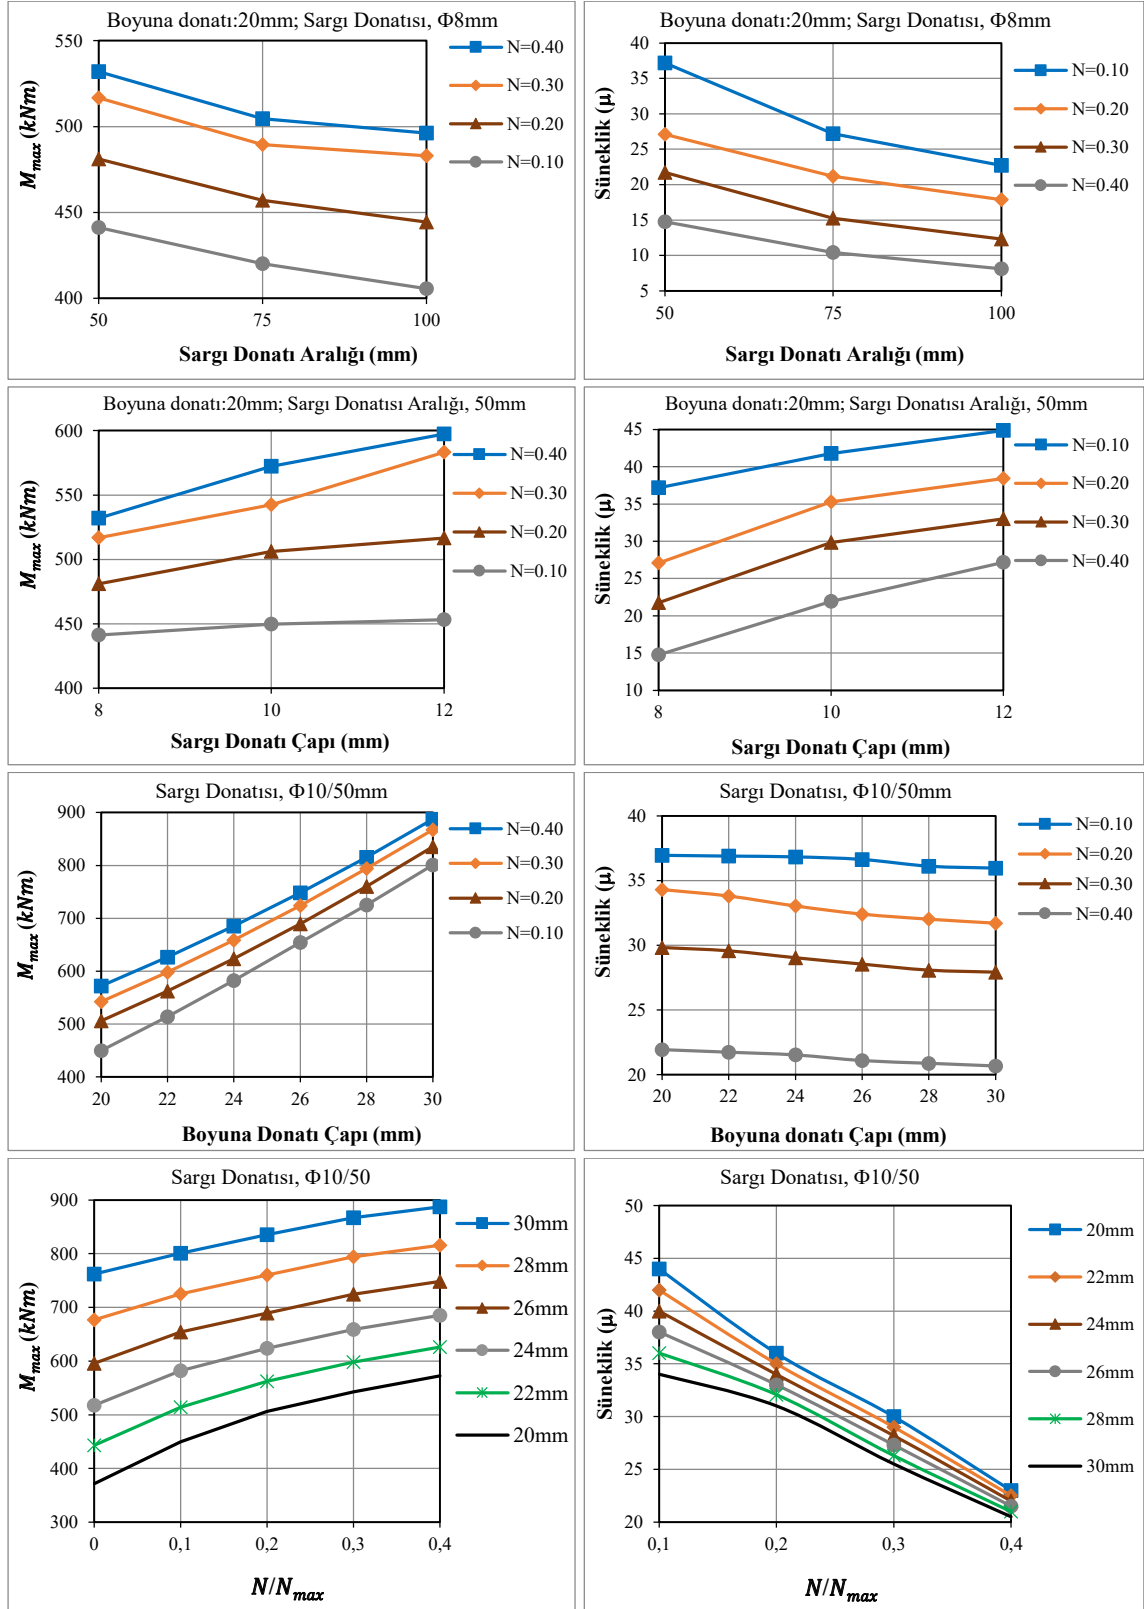 Boyuna donatı:20mm; Sargı Donatısı, Φ8mm
550
500
450
400
M_max (kNm)
50 75 100
Sargı Donatı Aralığı (mm)
N=0.40
N=0.30
N=0.20
N=0.10
Boyuna donatı:20mm; Sargı Donatısı, Φ8mm
40
35
30
25
20
15
10
5
Süneklik (μ)
50 75 100
Sargı Donatı Aralığı (mm)
N=0.10
N=0.20
N=0.30
N=0.40
Boyuna donatı:20mm; Sargı Donatısı Aralığı, 50mm
600
550
500
450
400
M_max (kNm)
8 10 12
Sargı Donatı Çapı (mm)
N=0.40
N=0.30
N=0.20
N=0.10
Boyuna donatı:20mm; Sargı Donatısı Aralığı, 50mm
45
40
35
30
25
20
15
10
Süneklik (μ)
8 10 12
Sargı Donatı Çapı (mm)
N=0.10
N=0.20
N=0.30
N=0.40
Sargı Donatısı, Φ10/50mm
900
800
700
600
500
400
M_max (kNm)
20 22 24 26 28 30
Boyuna Donatı Çapı (mm)
N=0.40
N=0.30
N=0.20
N=0.10
Sargı Donatısı, Φ10/50mm
40
35
30
25
20
Süneklik (μ)
20 22 24 26 28 30
Boyuna donatı Çapı (mm)
N=0.10
N=0.20
N=0.30
N=0.40
Sargı Donatısı, Φ10/50
900
800
700
600
500
400
300
M_max (kNm)
0 0,1 0,2 0,3 0,4
N/N_max
30mm
28mm
26mm
24mm
22mm
20mm
Sargı Donatısı, Φ10/50
50
45
40
35
30
25
20
Süneklik (μ)
0,1 0,2 0,3 0,4
N/N_max
20mm
22mm
24mm
26mm
28mm
30mm